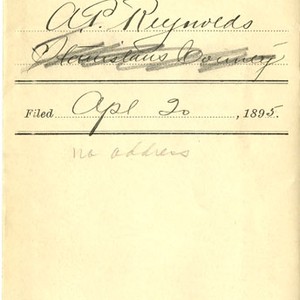 A.P. Reynolds
Stanislaus County
Filed Apl 20, 1895.
no address